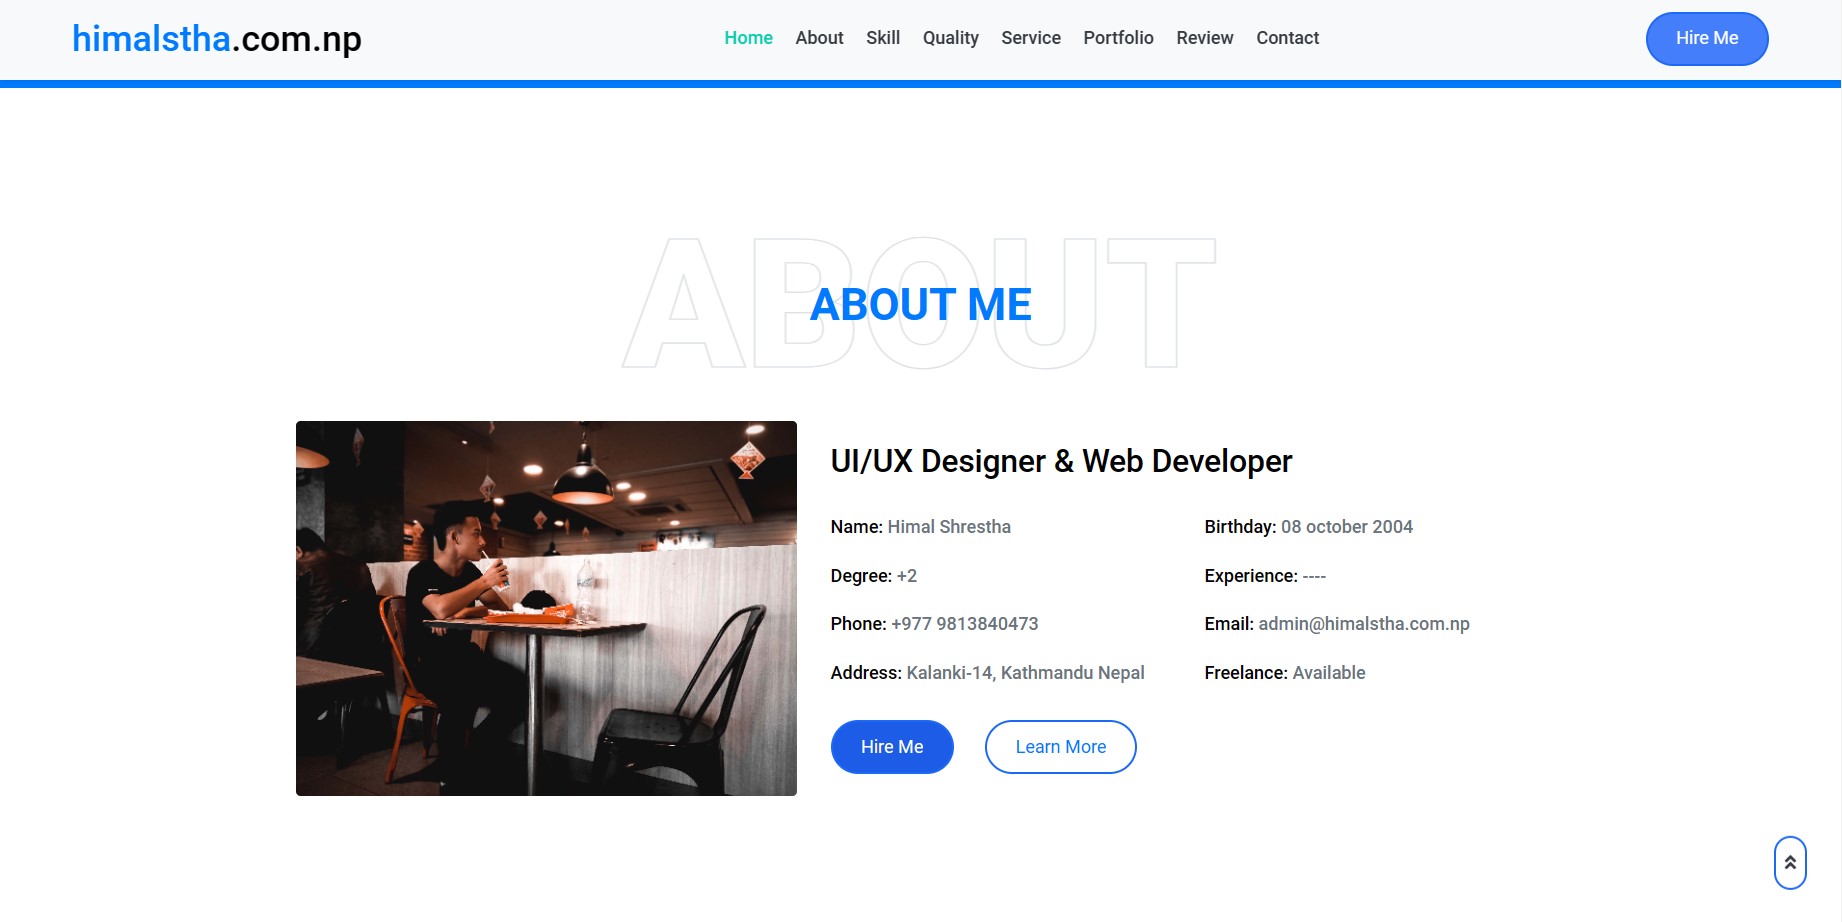 himalstha.com.np
Home About Skill Quality Service Portfolio Review Contact
Hire Me
ABOUT
ABOUT ME
UI/UX Designer & Web Developer
Name: Himal Shrestha
Birthday: 08 october 2004
Degree: +2
Experience: ----
Phone: +977 9813840473
Email: admin@himalstha.com.np
Address: Kalanki-14, Kathmandu Nepal
Freelance: Available
Hire Me
Learn More